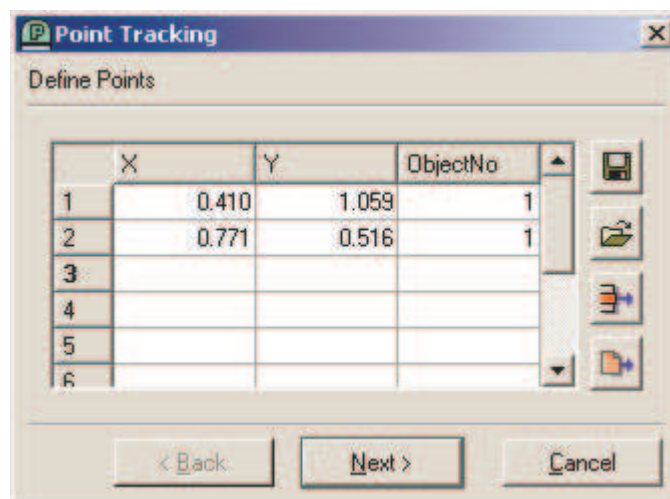 P Point Tracking
Define Points
X Y ObjectNo
1 0.410 1.059 1
2 0.771 0.516 1
3
4
5
6
< Back Next > Cancel